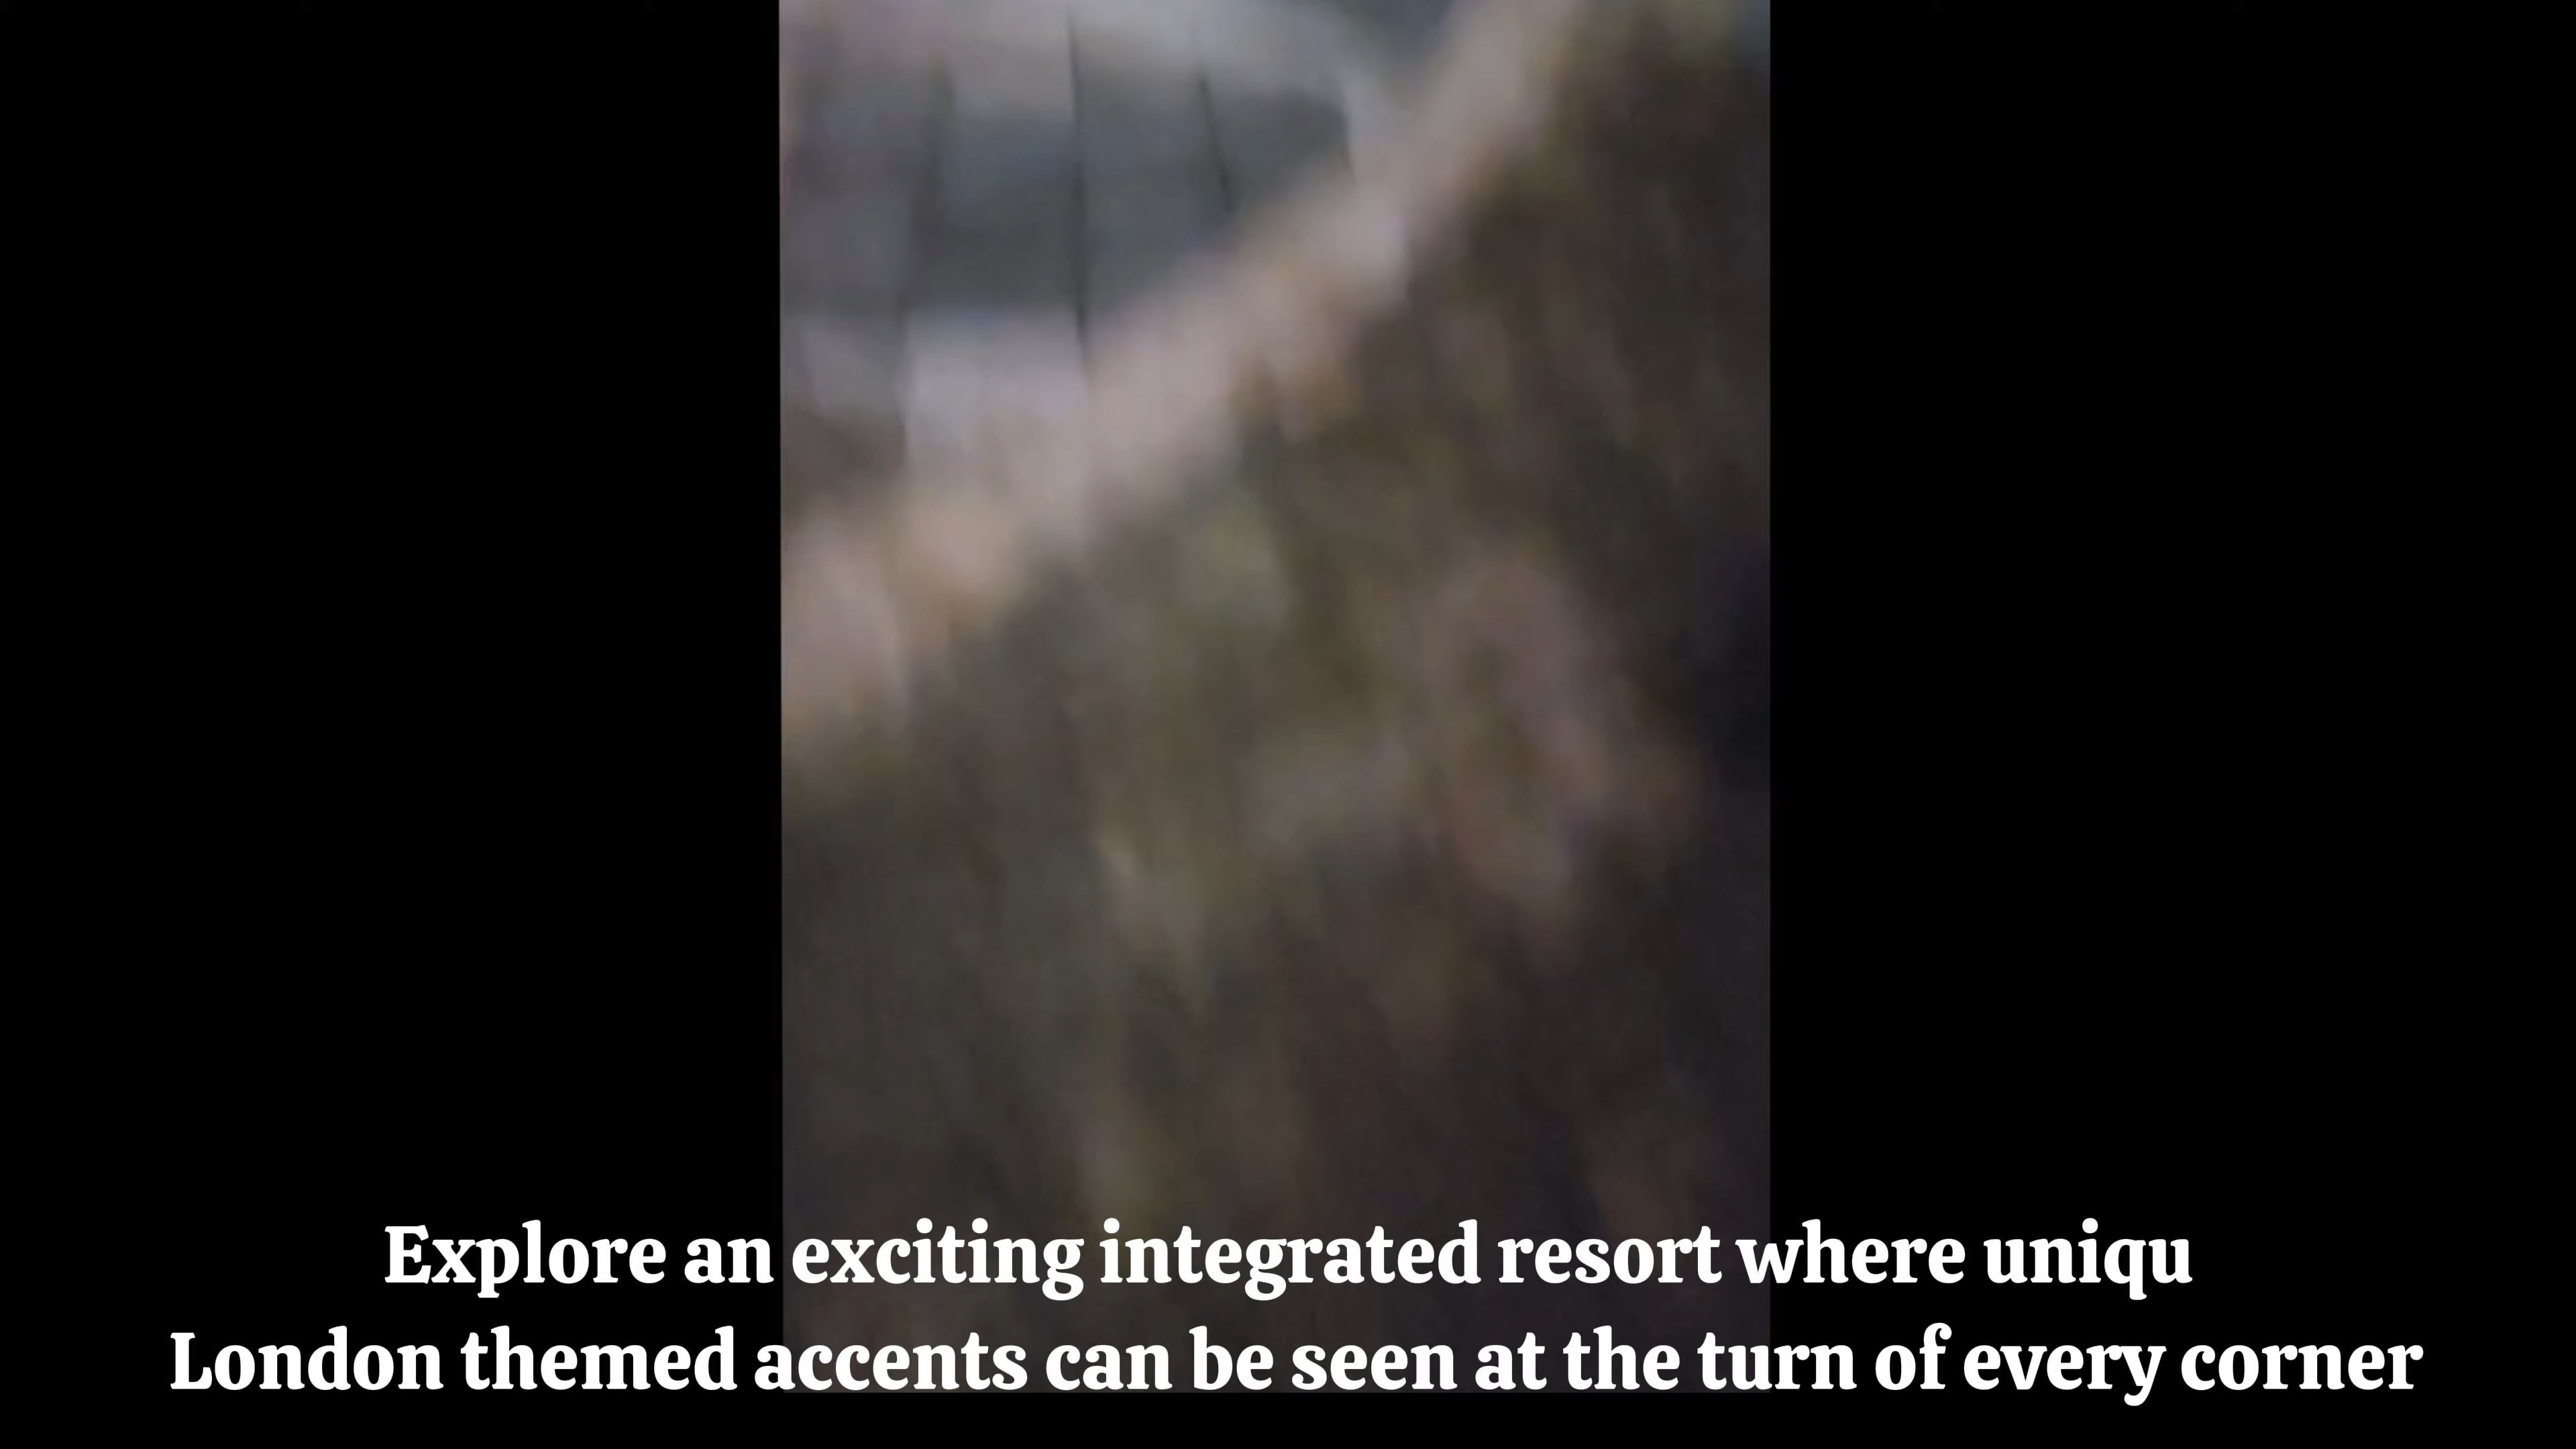 Explore an exciting integrated resort where uniqu
London themed accents can be seen at the turn of every corner